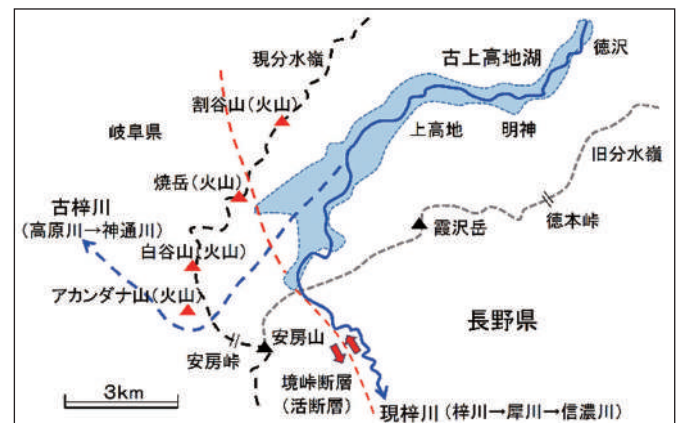 現分水嶺
古上高地湖
徳沢
割谷山(火山)
岐阜県
上高地
明神
旧分水嶺
焼岳(火山)
古梓川
(高原川→神通川)
徳本峠
霞沢岳
白谷山(火山)
アカンダナ山(火山)
長野県
安房山
安房峠
境峠断層
(活断層)
3km
現梓川(梓川→犀川→信濃川)